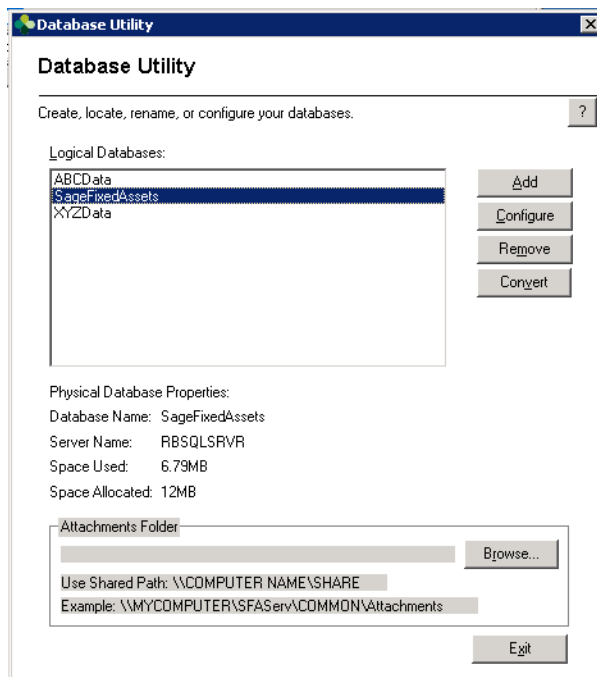 Database Utility
Database Utility
Create, locate, rename, or configure your databases.
?
Logical Databases:
ABCData
SageFixedAssets
XYZData
Add
Configure
Remove
Convert
Physical Database Properties:
Database Name: SageFixedAssets
Server Name: RBSQLSRVR
Space Used: 6.79MB
Space Allocated: 12MB
Attachments Folder
Browse...
Use Shared Path: \\COMPUTER NAME\SHARE
Example: \\MYCOMPUTER\SFAServ\COMMON\Attachments
Exit